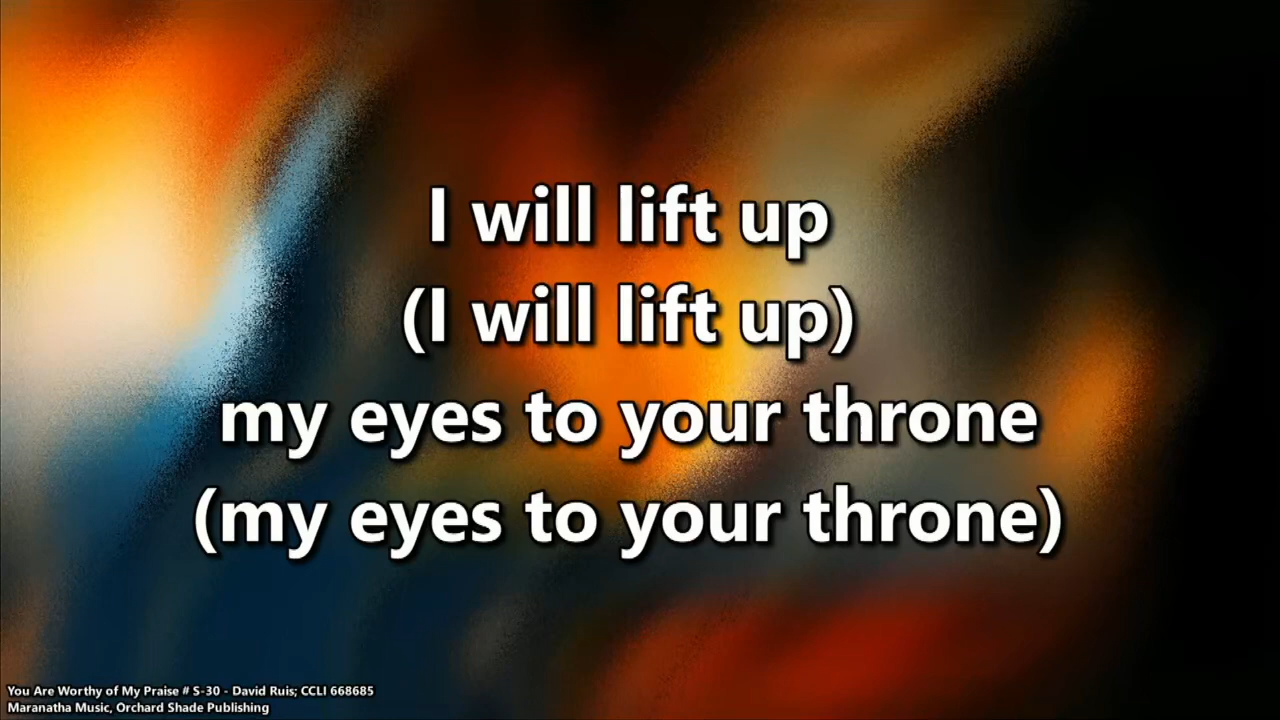 I will lift up
(I will lift up)
my eyes to your throne
(my eyes to your throne)
You Are Worthy of My Praise # S-30 - David Ruis; CCLI 668685
Maranatha Music, Orchard Shade Publishing